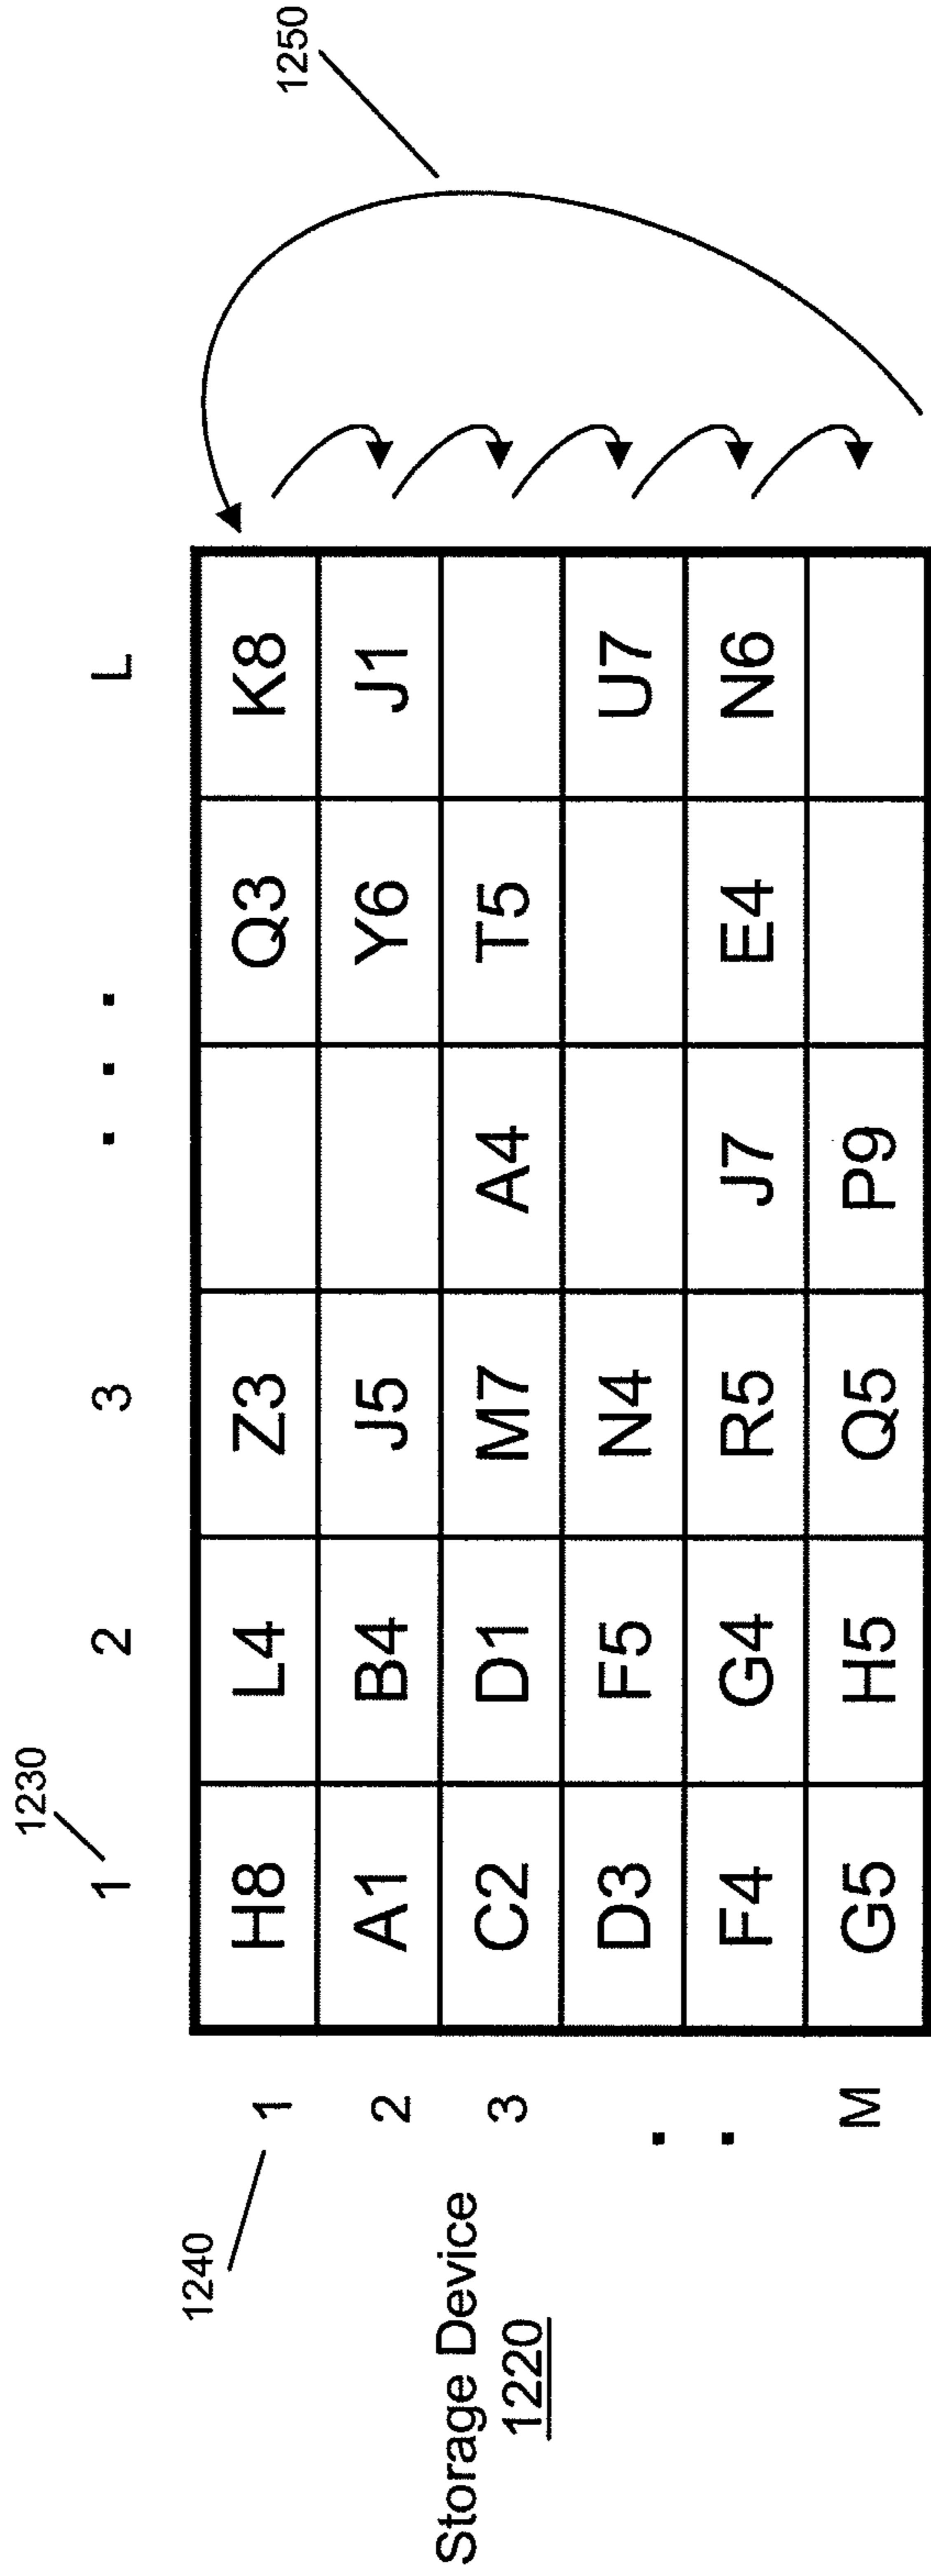 1250
1230
1 2 3 . . . L
1240
1 H8 L4 Z3 Q3 K8
2 A1 B4 J5 Y6 J1
3 C2 D1 M7 A4 T5
. D3 F5 N4 U7
. F4 G4 R5 J7 E4 N6
M G5 H5 Q5 P9
Storage Device
1220